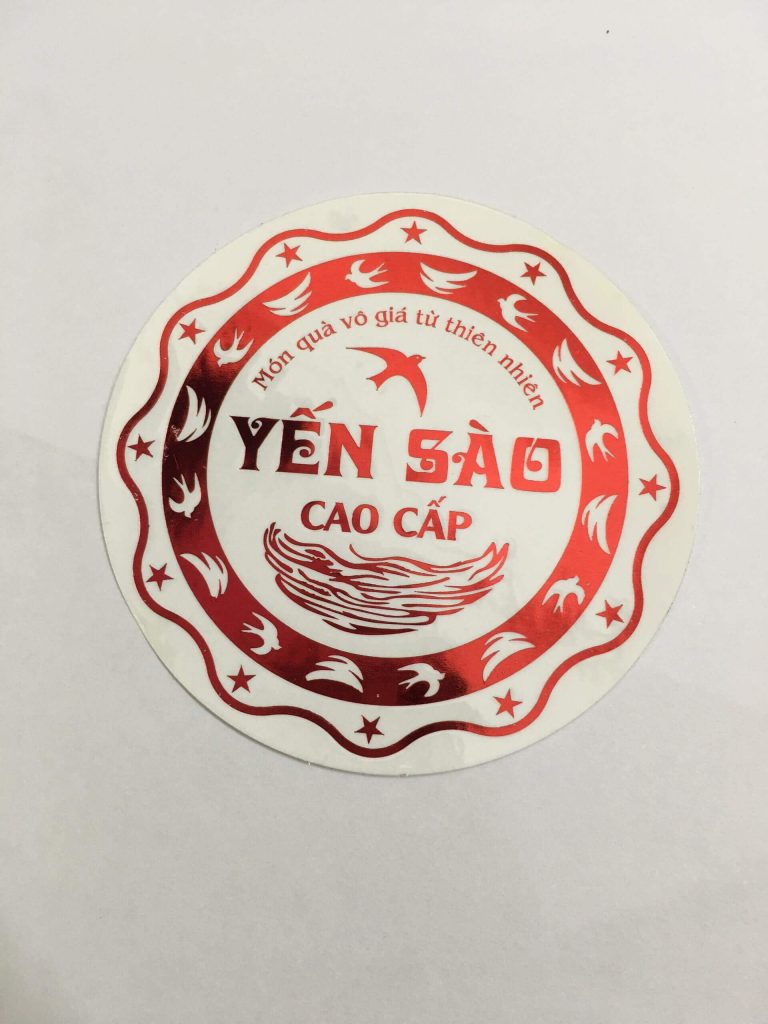 Món quà vô giá từ thiên nhiên
YẾN SÀO
CAO CẤP